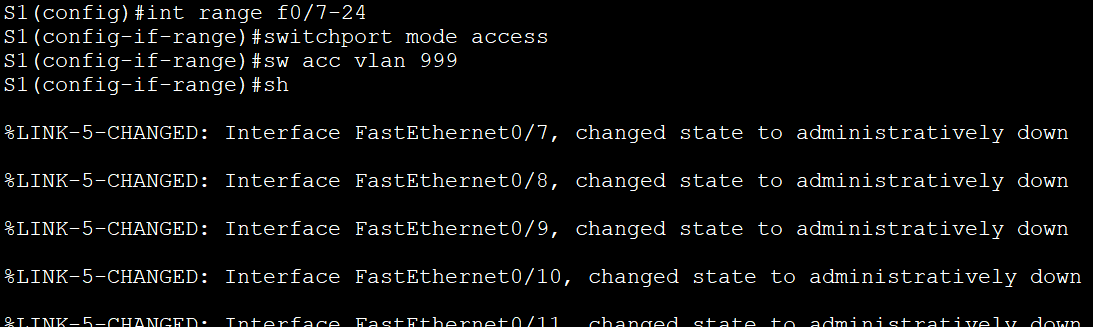 S1(config)#int range f0/7-24
S1(config-if-range)#switchport mode access
S1(config-if-range)#sw acc vlan 999
S1(config-if-range)#sh
%LINK-5-CHANGED: Interface FastEthernet0/7, changed state to administratively down
%LINK-5-CHANGED: Interface FastEthernet0/8, changed state to administratively down
%LINK-5-CHANGED: Interface FastEthernet0/9, changed state to administratively down
%LINK-5-CHANGED: Interface FastEthernet0/10, changed state to administratively down
%LINK-5-CHANGED: Interface FastEthernet0/11, changed state to administratively down